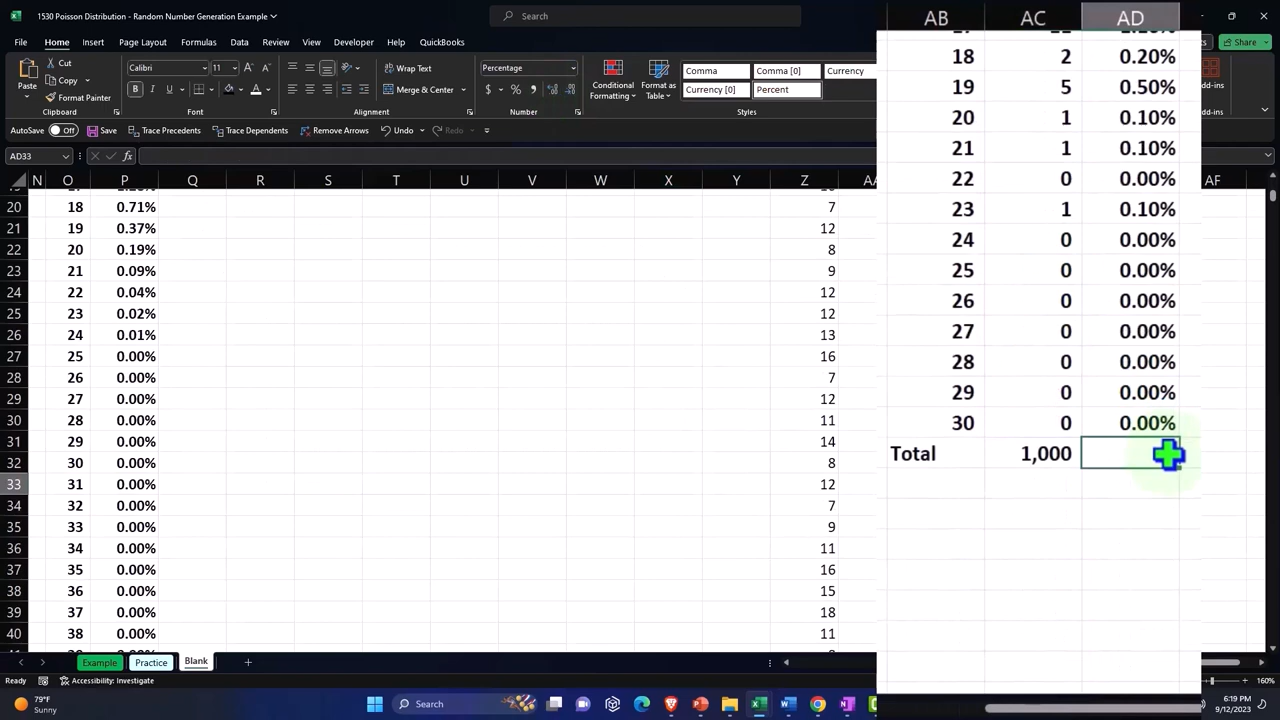 1530 Poisson Distribution - Random Number Generation Example
Search
File Home Insert Page Layout Formulas Data Review View Developer QuickBooks Share
Paste
Cut
Copy
Format Painter
Clipboard
Calibri 11
B I U
Font
Wrap Text
Merge & Center
Alignment
Percentage
$ % ,
Number
Conditional Formatting
Format as Table
Comma Comma [0] Currency
Currency [0] Percent
Styles
Add-ins
Add-ins
AutoSave Off Save Trace Precedents Trace Dependents Remove Arrows Undo Redo
AD33 fx
N O P Q R S T U V W X Y Z AA AF
20 18 0.71% 7
21 19 0.37% 12
22 20 0.19% 8
23 21 0.09% 9
24 22 0.04% 12
25 23 0.02% 12
26 24 0.01% 13
27 25 0.00% 16
28 26 0.00% 7
29 27 0.00% 12
30 28 0.00% 11
31 29 0.00% 14
32 30 0.00% 8
33 31 0.00% 12
34 32 0.00% 7
35 33 0.00% 9
36 34 0.00% 11
37 35 0.00% 16
38 36 0.00% 15
39 37 0.00% 18
40 38 0.00% 11
AB AC AD
18 2 0.20%
19 5 0.50%
20 1 0.10%
21 1 0.10%
22 0 0.00%
23 1 0.10%
24 0 0.00%
25 0 0.00%
26 0 0.00%
27 0 0.00%
28 0 0.00%
29 0 0.00%
30 0 0.00%
Total 1,000
Example Practice Blank
Ready Accessibility: Investigate 160%
79°F
Sunny
Search
6:19 PM
9/12/2023